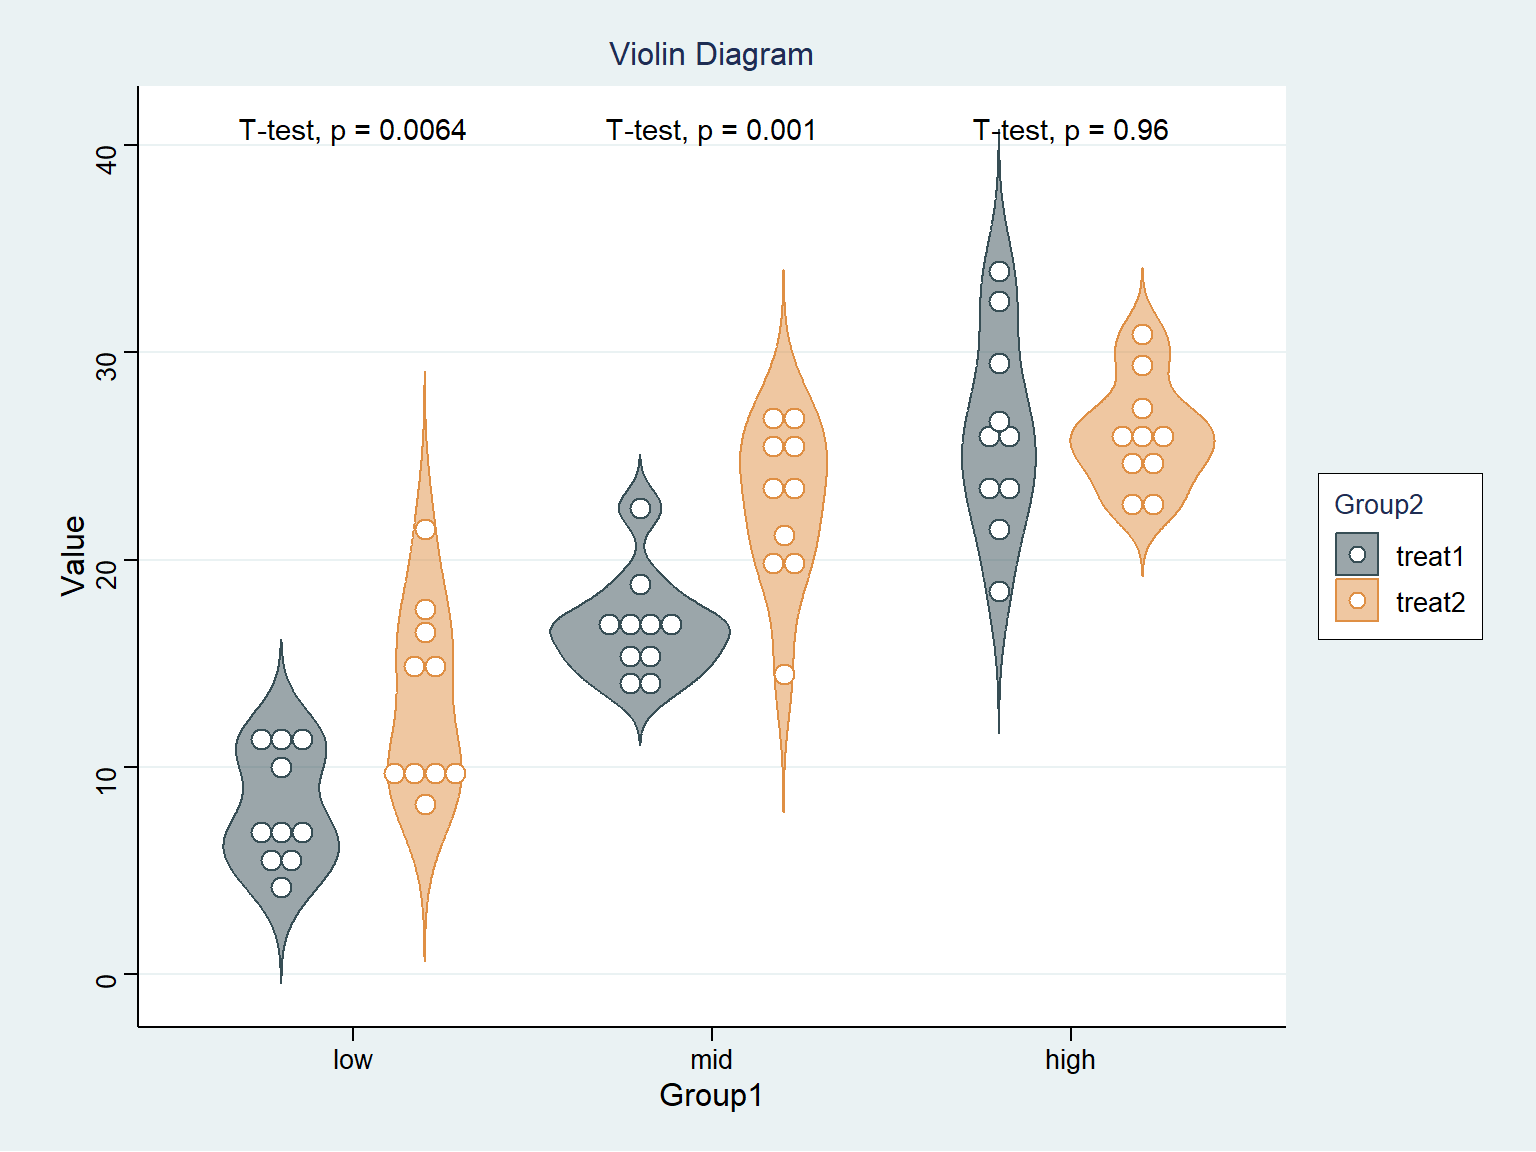 Violin Diagram
T-test, p = 0.0064
T-test, p = 0.001
T-test, p = 0.96
40
30
20
10
0
Value
low
mid
high
Group1
Group2
treat1
treat2